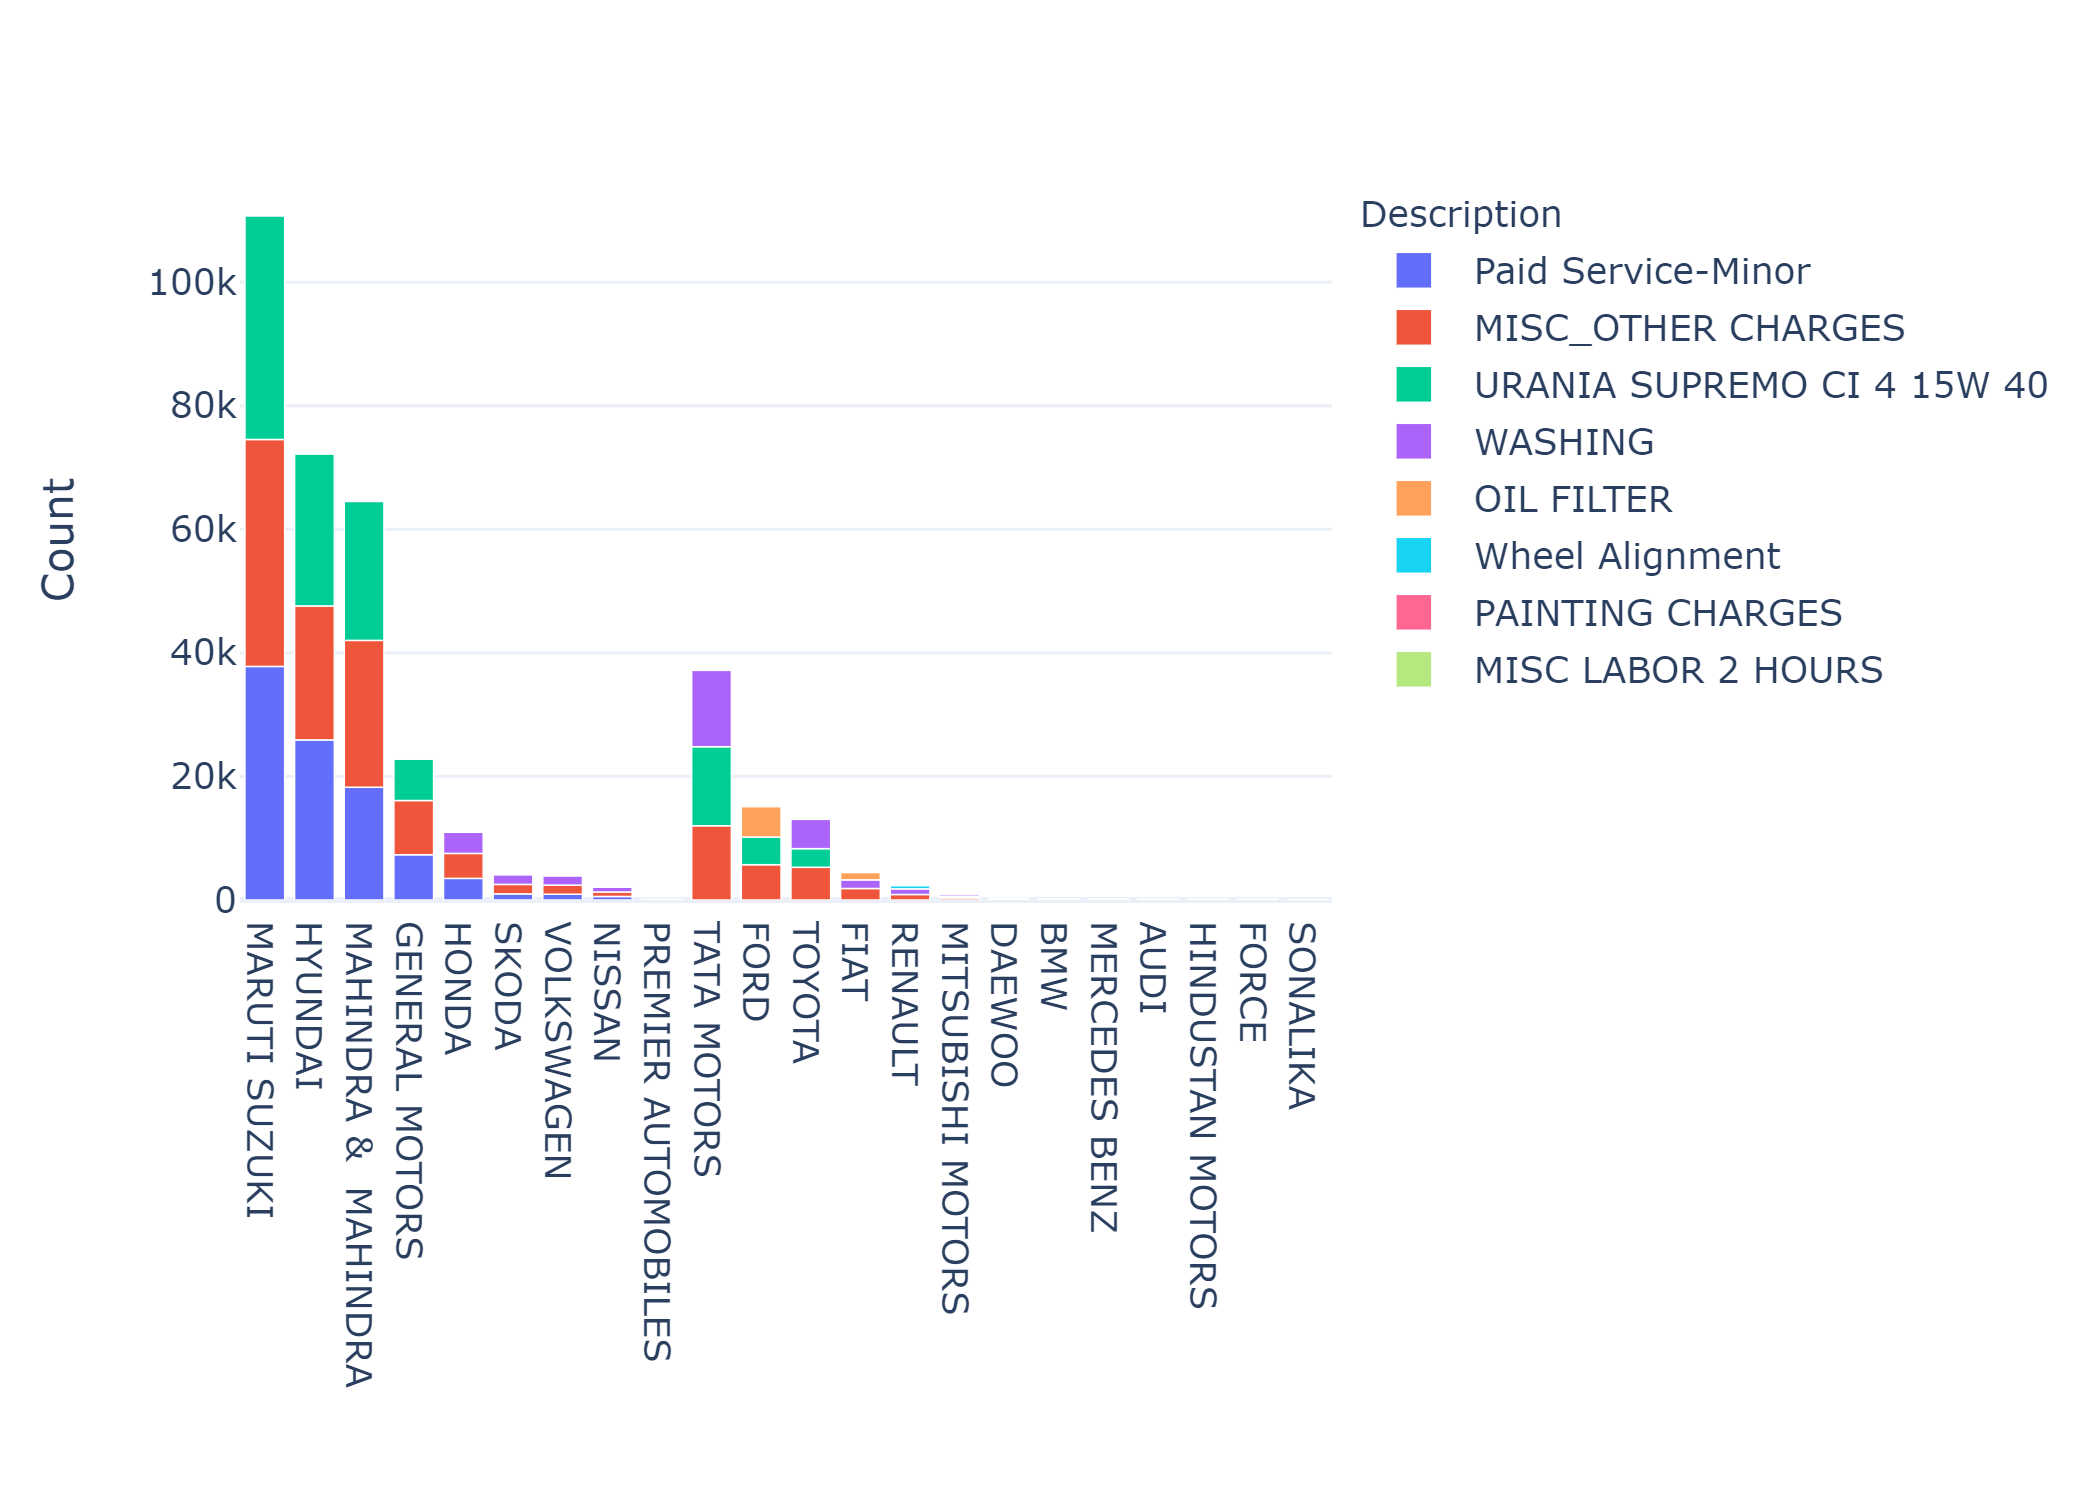 Description
Paid Service-Minor
MISC_OTHER CHARGES
URANIA SUPREMO CI 4 15W 40
WASHING
OIL FILTER
Wheel Alignment
PAINTING CHARGES
MISC LABOR 2 HOURS
Count
100k
80k
60k
40k
20k
0
MARUTI SUZUKI
HYUNDAI
MAHINDRA &  MAHINDRA
GENERAL MOTORS
HONDA
SKODA
VOLKSWAGEN
NISSAN
PREMIER AUTOMOBILES
TATA MOTORS
FORD
TOYOTA
FIAT
RENAULT
MITSUBISHI MOTORS
DAEWOO
BMW
MERCEDES BENZ
AUDI
HINDUSTAN MOTORS
FORCE
SONALIKA